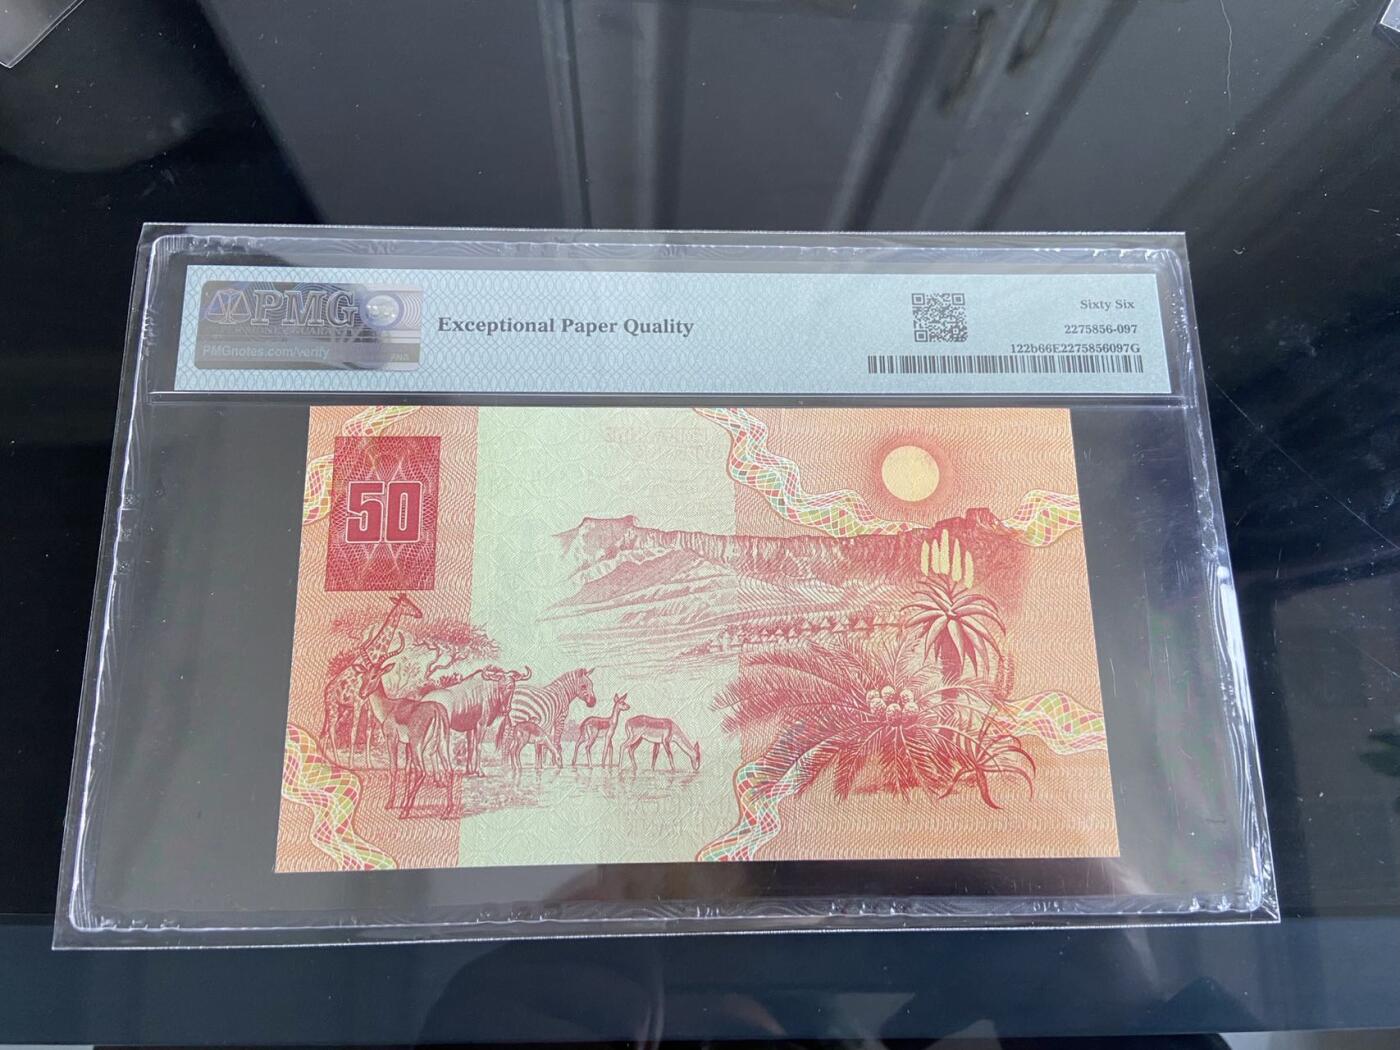 PMG
PMGnotes.com/verify
Exceptional Paper Quality
Sixty Six
2275856-097
122b66E2275856097G
50